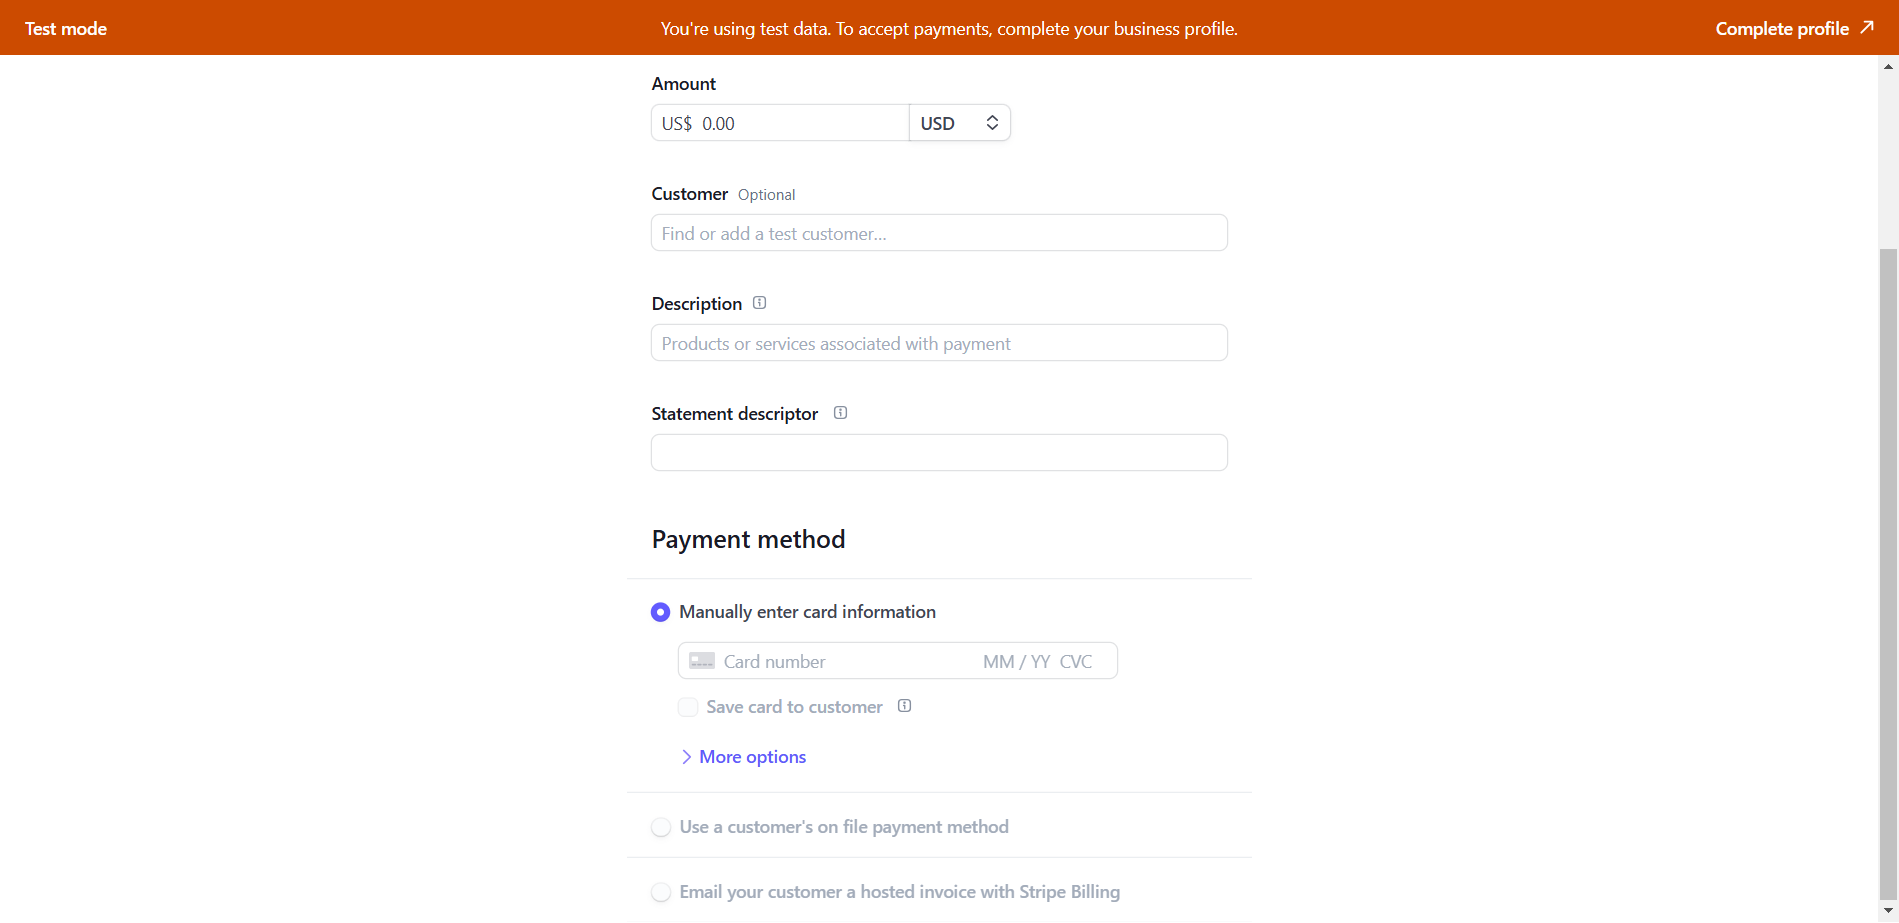 Test mode
You're using test data. To accept payments, complete your business profile.
Complete profile
Amount
US$ 0.00
USD
Customer Optional
Find or add a test customer...
Description
Products or services associated with payment
Statement descriptor
Payment method
Manually enter card information
Card number MM / YY CVC
Save card to customer
More options
Use a customer's on file payment method
Email your customer a hosted invoice with Stripe Billing